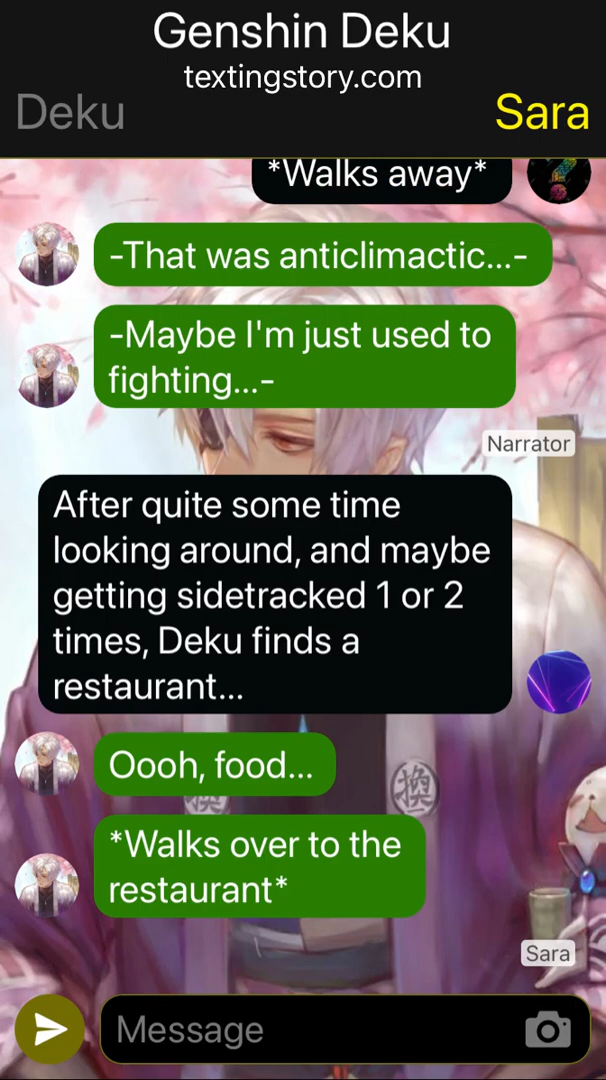 Genshin Deku
textingstory.com
Deku
Sara
*Walks away*
-That was anticlimactic...-
-Maybe I'm just used to
fighting...-
Narrator
After quite some time
looking around, and maybe
getting sidetracked 1 or 2
times, Deku finds a
restaurant...
Oooh, food...
換
換
*Walks over to the
restaurant*
Sara
Message